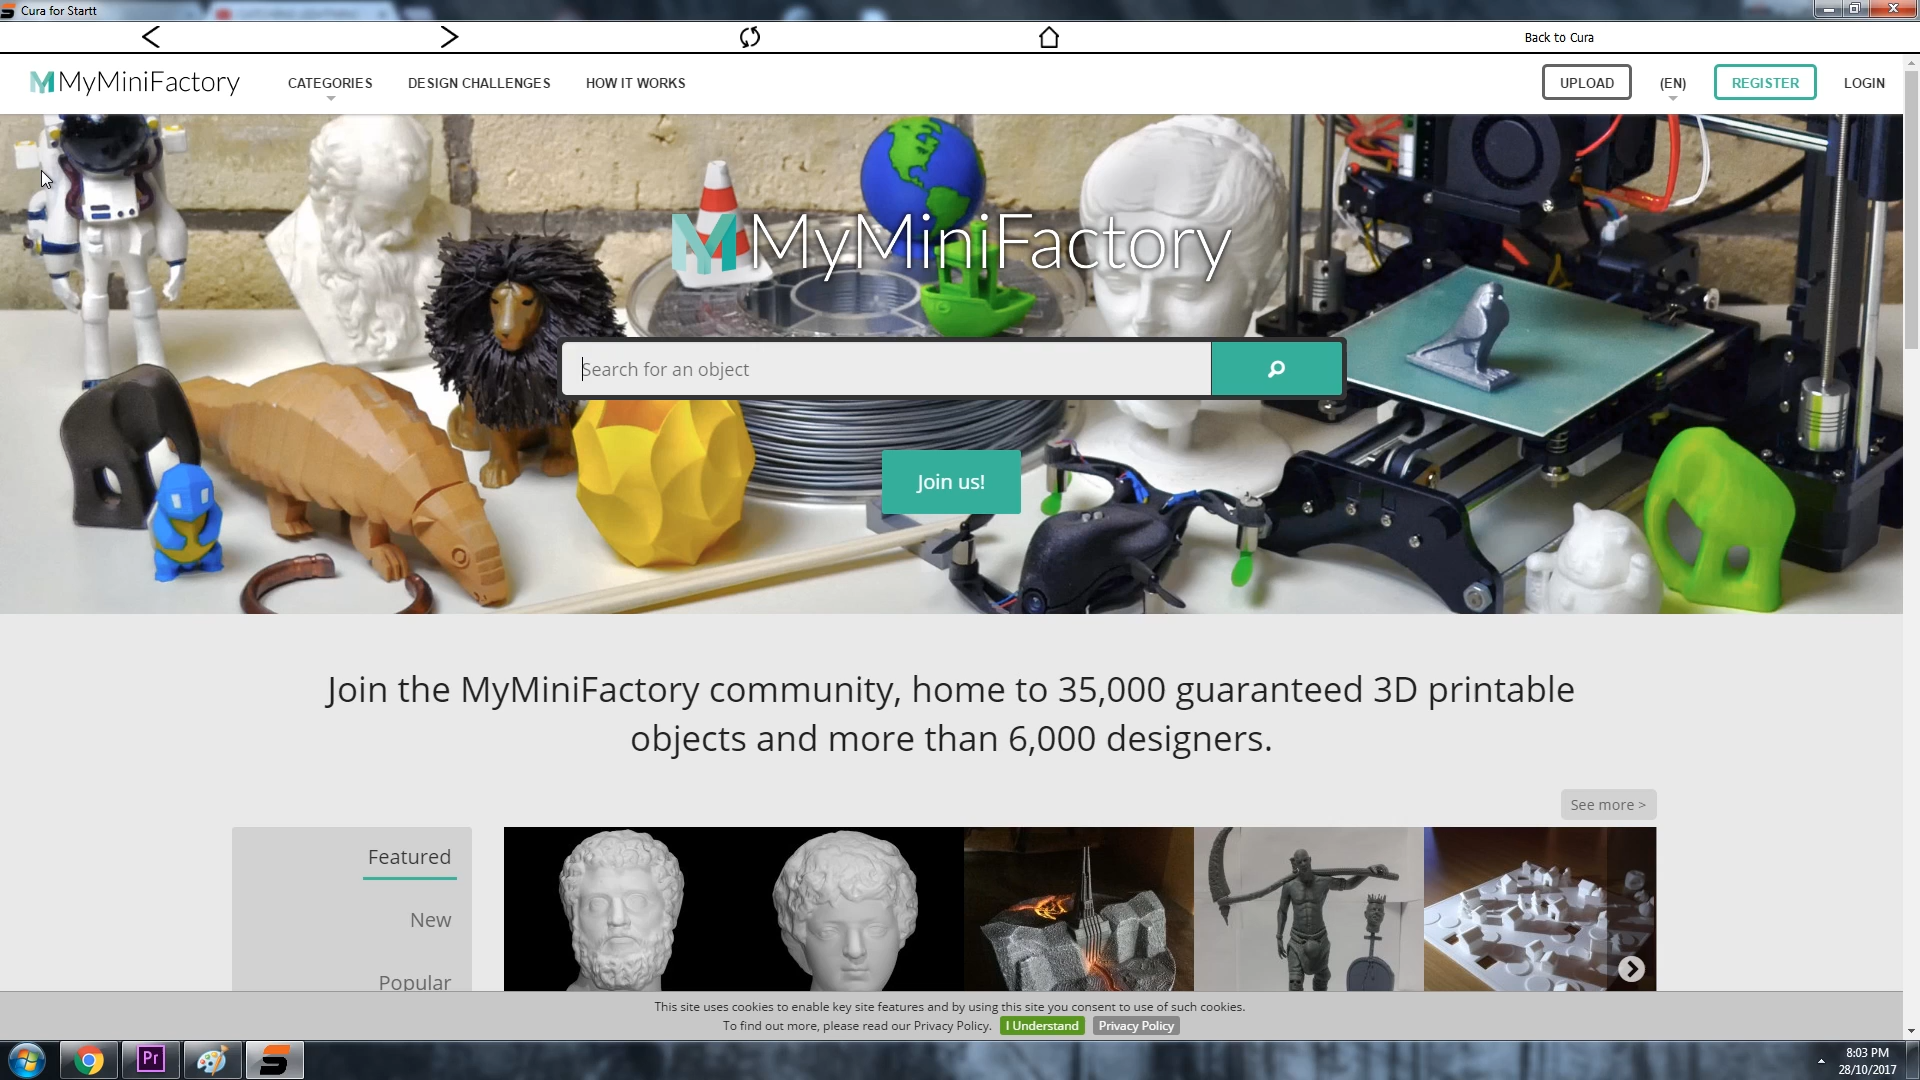 Cura for Startt
Back to Cura
MyMiniFactory
CATEGORIES
DESIGN CHALLENGES
HOW IT WORKS
UPLOAD
(EN)
REGISTER
LOGIN
MyMiniFactory
Search for an object
Join us!
Join the MyMiniFactory community, home to 35,000 guaranteed 3D printable
objects and more than 6,000 designers.
See more >
Featured
New
Popular
This site uses cookies to enable key site features and by using this site you consent to use of such cookies.
To find out more, please read our Privacy Policy. I Understand Privacy Policy
Pr
8:03 PM
28/10/2017